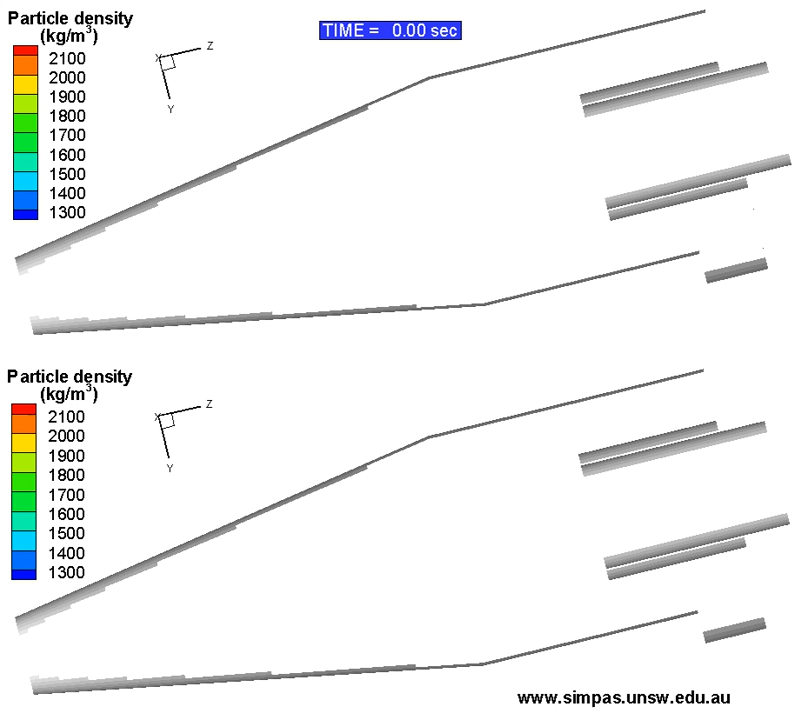 Particle density
(kg/m3)
TIME = 0.00 sec
2100
2000
1900
1800
1700
1600
1500
1400
1300
X
Z
Y
Particle density
(kg/m3)
2100
2000
1900
1800
1700
1600
1500
1400
1300
X
Z
Y
www.simpas.unsw.edu.au